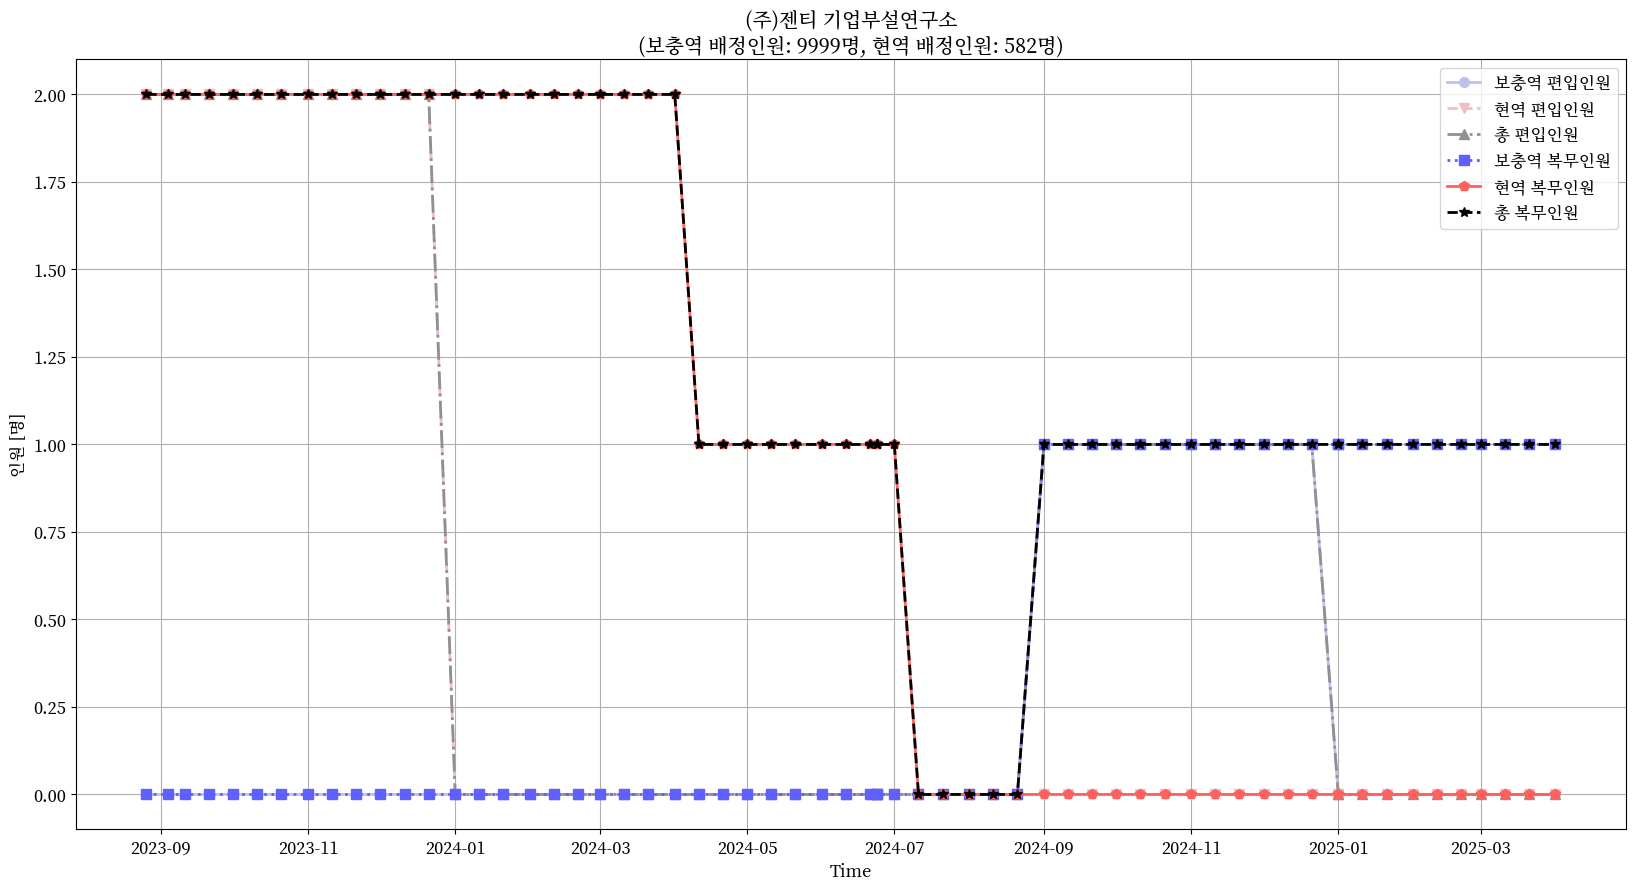 (주)젠티 기업부설연구소
(보충역 배정인원: 9999명, 현역 배정인원: 582명)
보충역 편입인원
현역 편입인원
총 편입인원
보충역 복무인원
현역 복무인원
총 복무인원
인원 [명]
2.00
1.75
1.50
1.25
1.00
0.75
0.50
0.25
0.00
2023-09
2023-11
2024-01
2024-03
2024-05
2024-07
2024-09
2024-11
2025-01
2025-03
Time